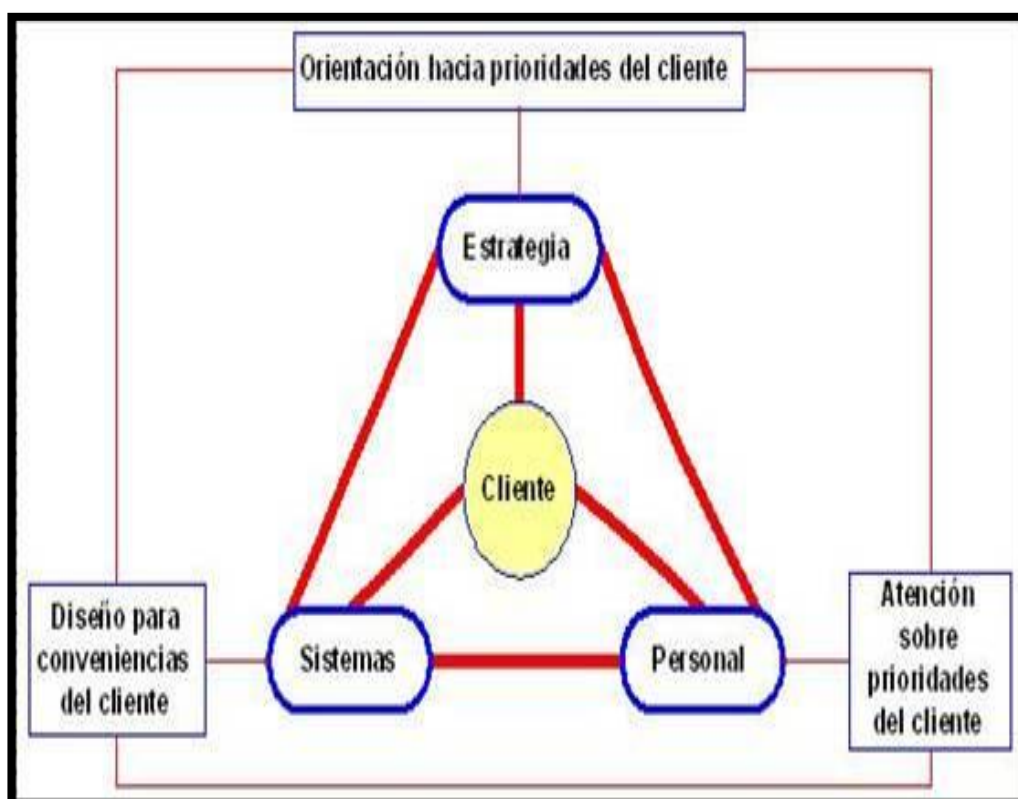 Orientación hacia prioridades del cliente
Estrategia
Cliente
Diseño para
conveniencias
del cliente
Sistemas
Personal
Atención
sobre
prioridades
del cliente